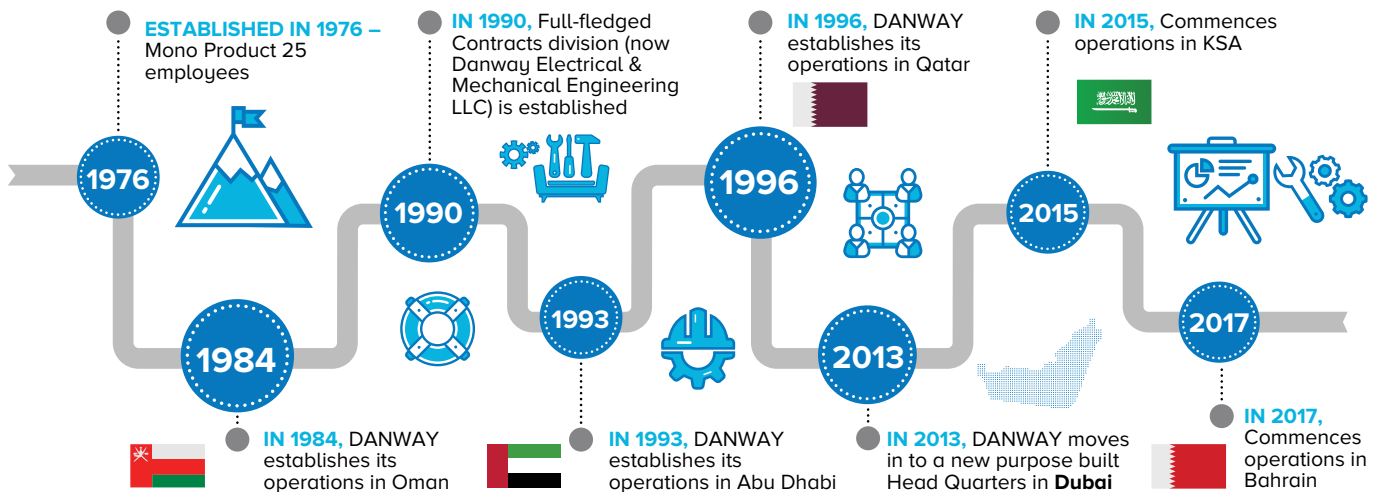 ESTABLISHED IN 1976 –
Mono Product 25
employees
1976
IN 1984, DANWAY
establishes its
operations in Oman
1984
IN 1990, Full-fledged
Contracts division (now
Danway Electrical &
Mechanical Engineering
LLC) is established
1990
IN 1993, DANWAY
establishes its
operations in Abu Dhabi
1993
IN 1996, DANWAY
establishes its
operations in Qatar
1996
IN 2013, DANWAY moves
in to a new purpose built
Head Quarters in Dubai
2013
IN 2015, Commences
operations in KSA
2015
IN 2017,
Commences
operations in
Bahrain
2017